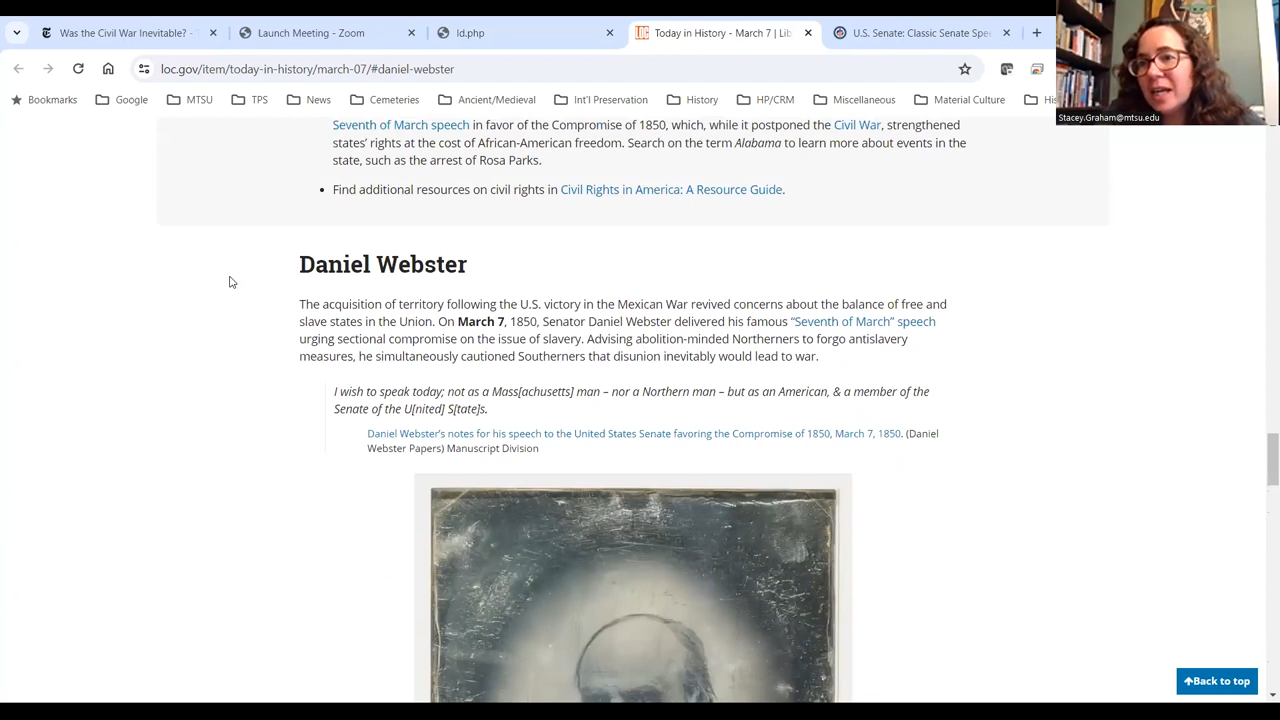 Was the Civil War Inevitable? -
Launch Meeting - Zoom
ld.php
Today in History - March 7 | Lib
U.S. Senate: Classic Senate Spee
loc.gov/item/today-in-history/march-07/#daniel-webster
Bookmarks Google MTSU TPS News Cemeteries Ancient/Medieval Int'l Preservation History HP/CRM Miscellaneous Material Culture His
Stacey.Graham@mtsu.edu
Seventh of March speech in favor of the Compromise of 1850, which, while it postponed the Civil War, strengthened
states’ rights at the cost of African-American freedom. Search on the term Alabama to learn more about events in the
state, such as the arrest of Rosa Parks.
• Find additional resources on civil rights in Civil Rights in America: A Resource Guide.
Daniel Webster
The acquisition of territory following the U.S. victory in the Mexican War revived concerns about the balance of free and
slave states in the Union. On March 7, 1850, Senator Daniel Webster delivered his famous “Seventh of March” speech
urging sectional compromise on the issue of slavery. Advising abolition-minded Northerners to forgo antislavery
measures, he simultaneously cautioned Southerners that disunion inevitably would lead to war.
I wish to speak today; not as a Mass[achusetts] man – nor a Northern man – but as an American, & a member of the
Senate of the U[nited] S[tate]s.
Daniel Webster’s notes for his speech to the United States Senate favoring the Compromise of 1850, March 7, 1850. (Daniel
Webster Papers) Manuscript Division
Back to top